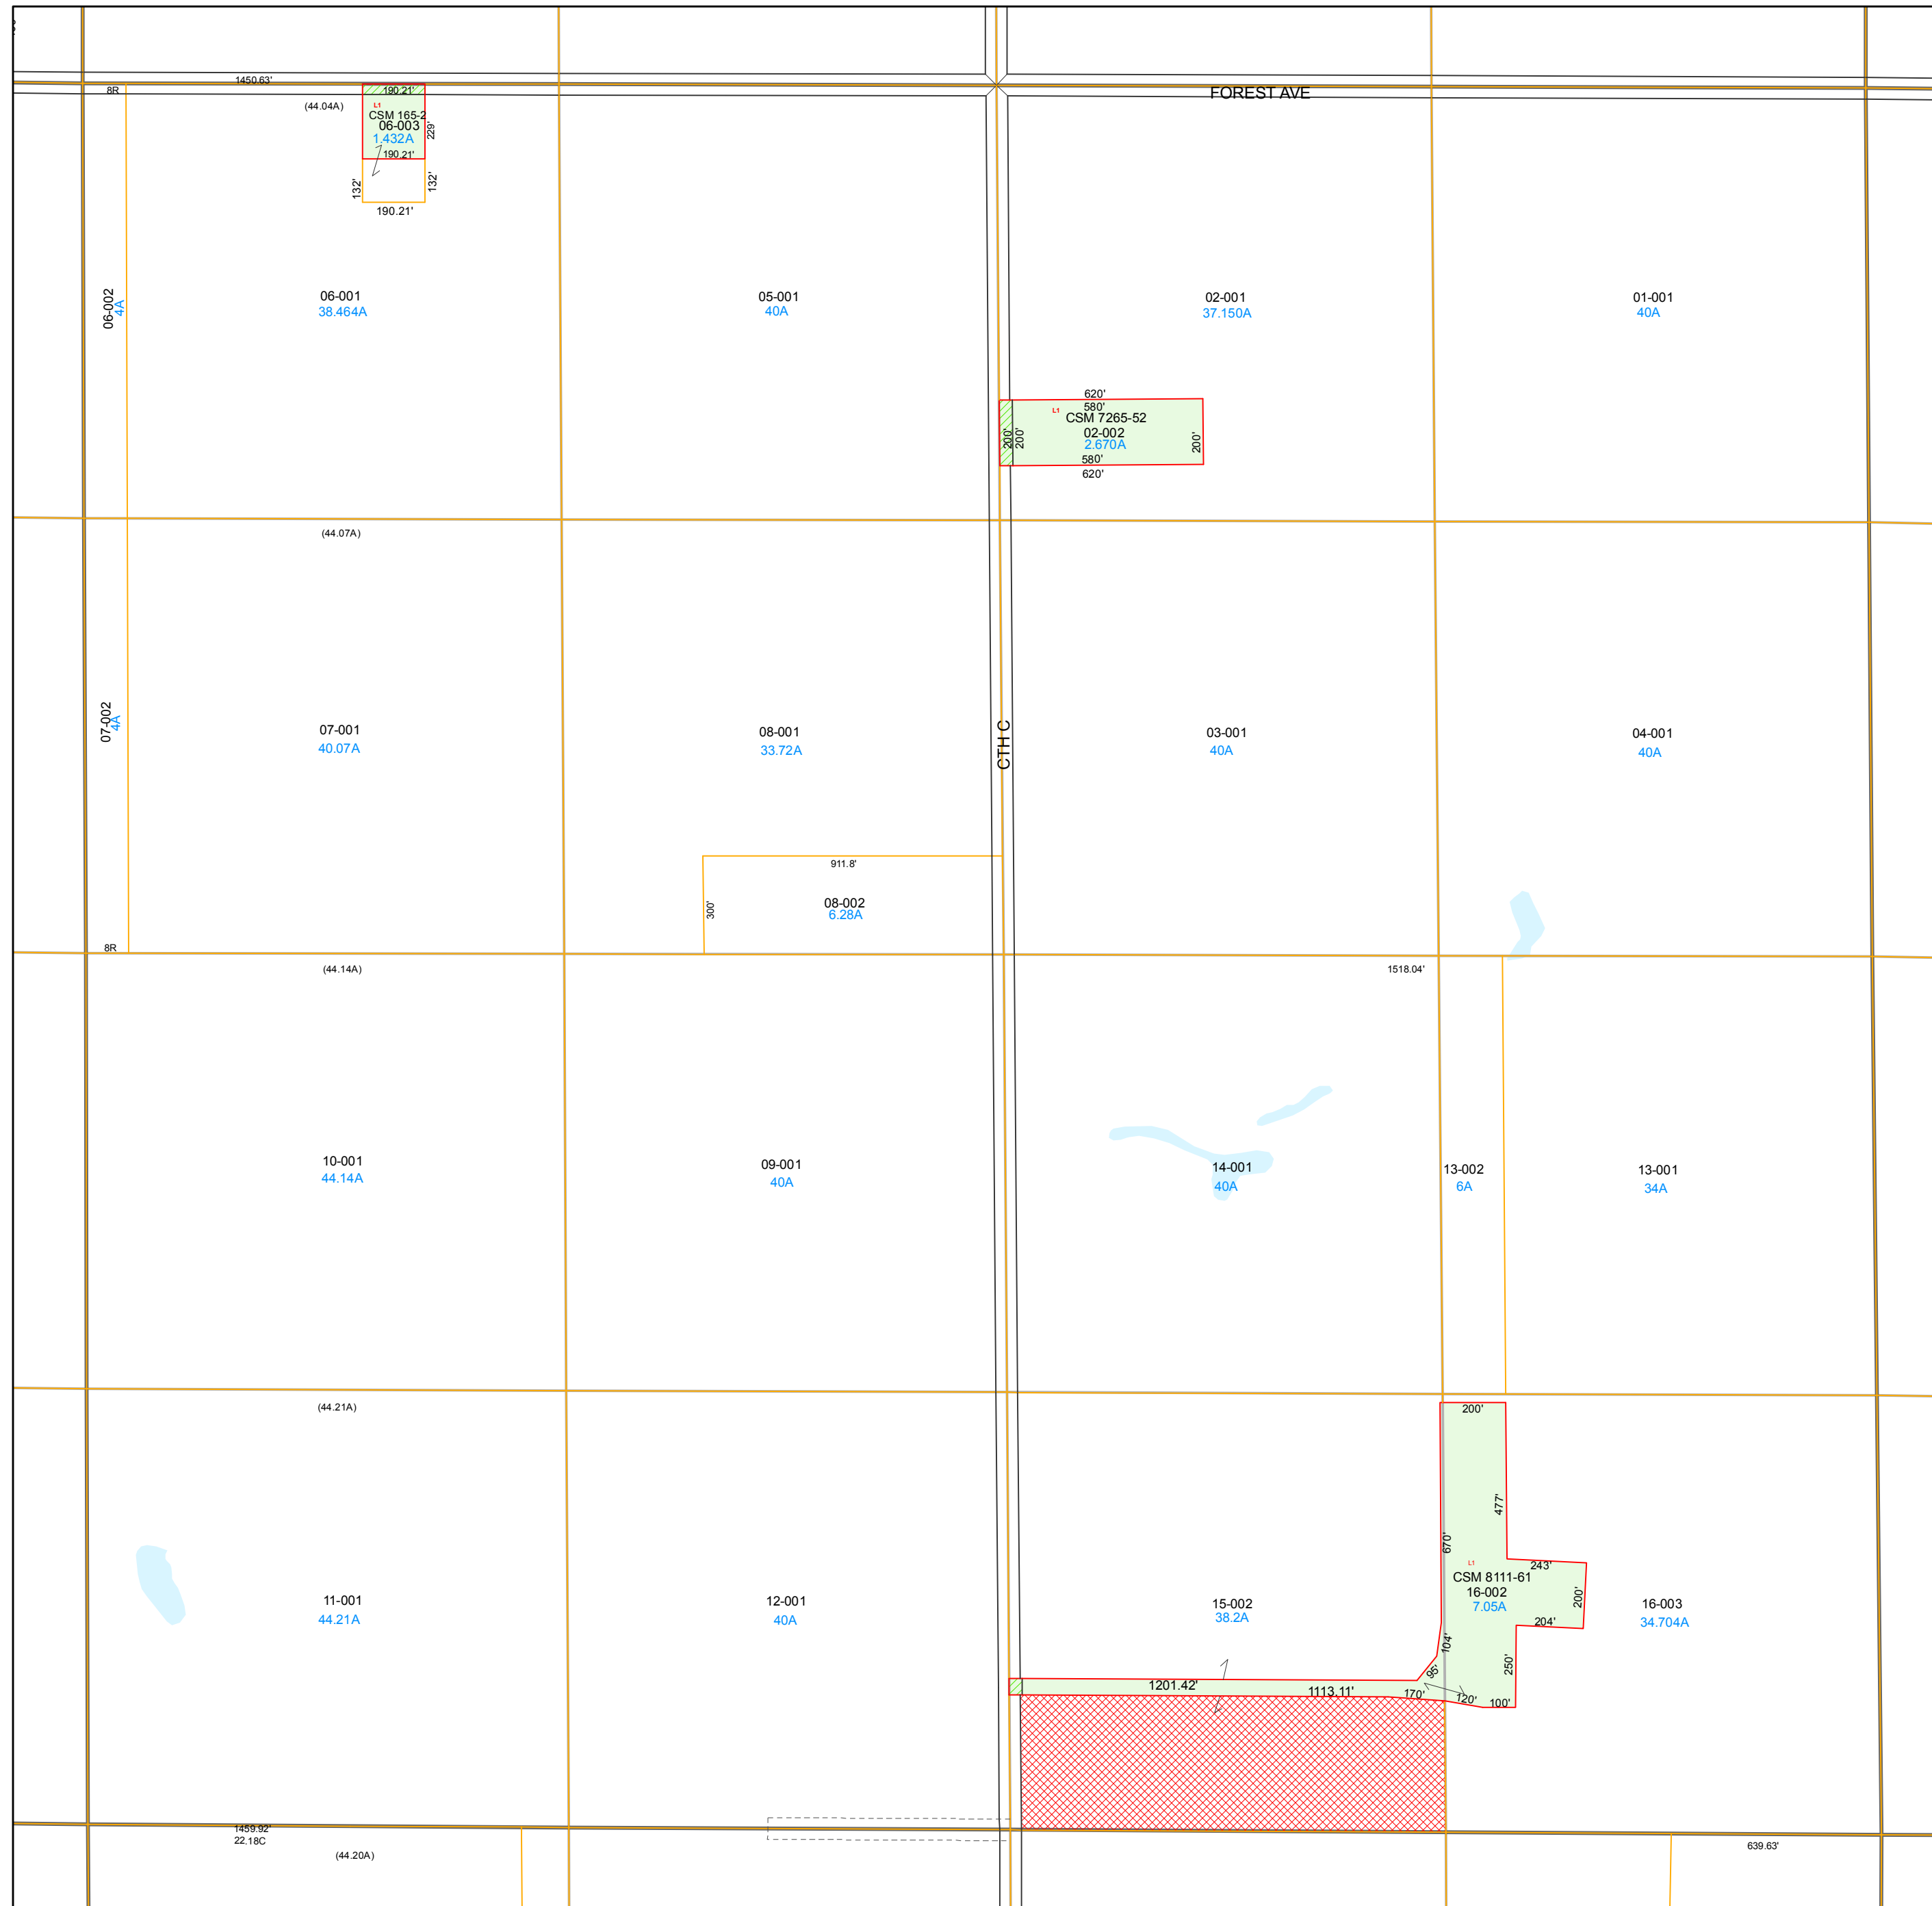 1450.63'
8R
190.21'
FOREST AVE
(44.04A)
L1
CSM 165-2
06-003
1.432A
229'
190.21'
132'
132'
190.21'
06-002
4A
06-001
38.464A
05-001
40A
02-001
37.150A
01-001
40A
620'
580'
L1
CSM 7265-52
02-002
2.670A
200'
200'
200'
580'
620'
(44.07A)
07-002
4A
07-001
40.07A
08-001
33.72A
CTH C
03-001
40A
04-001
40A
911.8'
300'
08-002
6.28A
8R
(44.14A)
1518.04'
10-001
44.14A
09-001
40A
14-001
40A
13-002
6A
13-001
34A
(44.21A)
200'
477'
670'
243'
L1
CSM 8111-61
16-002
7.05A
200'
204'
11-001
44.21A
12-001
40A
15-002
38.2A
16-003
34.704A
104'
95'
250'
1201.42'
1113.11'
170'
120'
100'
1459.92'
22.18C
(44.20A)
639.63'